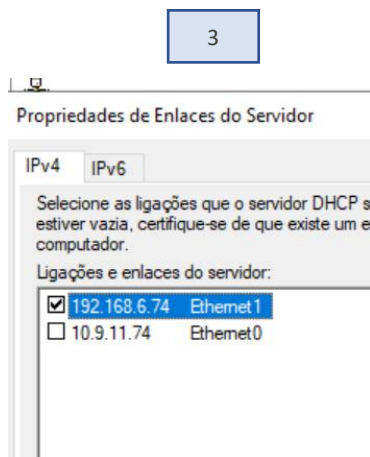 3
Propriedades de Enlaces do Servidor
IPv4 IPv6
Selecione as ligações que o servidor DHCP
estiver vazia, certifique-se de que existe um
computador.
Ligações e enlaces do servidor:
192.168.6.74 Ethernet1
10.9.11.74 Ethernet0